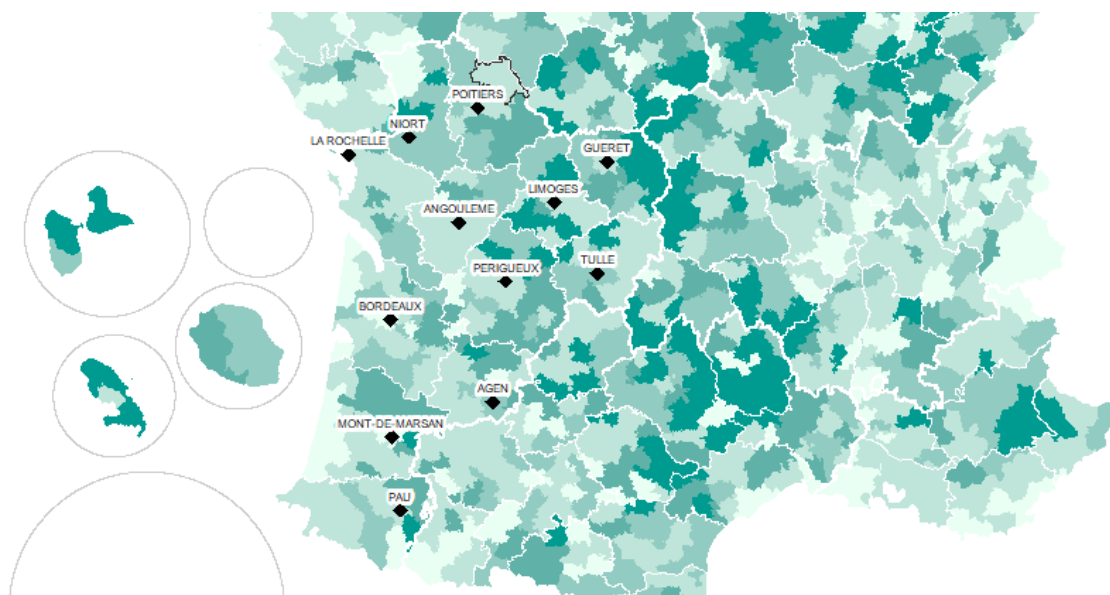 POITIERS
NIORT
LA ROCHELLE
GUERET
LIMOGES
ANGOULEME
TULLE
PERIGUEUX
BORDEAUX
AGEN
MONT-DE-MARSAN
PAU